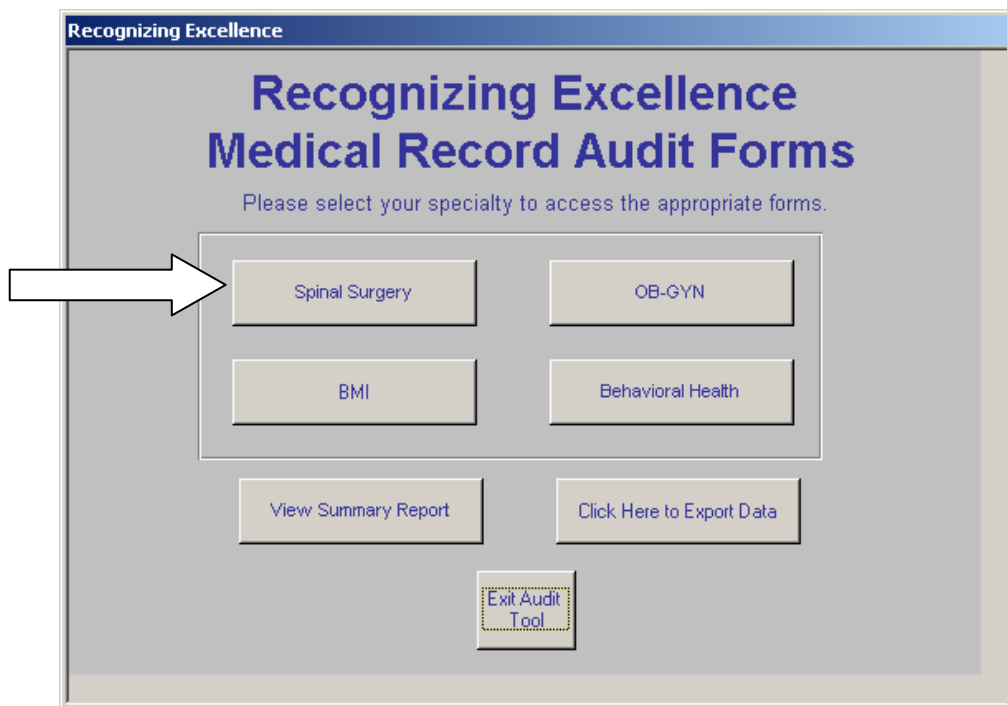 Recognizing Excellence
Recognizing Excellence
Medical Record Audit Forms
Please select your specialty to access the appropriate forms.
Spinal Surgery
OB-GYN
BMI
Behavioral Health
View Summary Report
Click Here to Export Data
Exit Audit
Tool